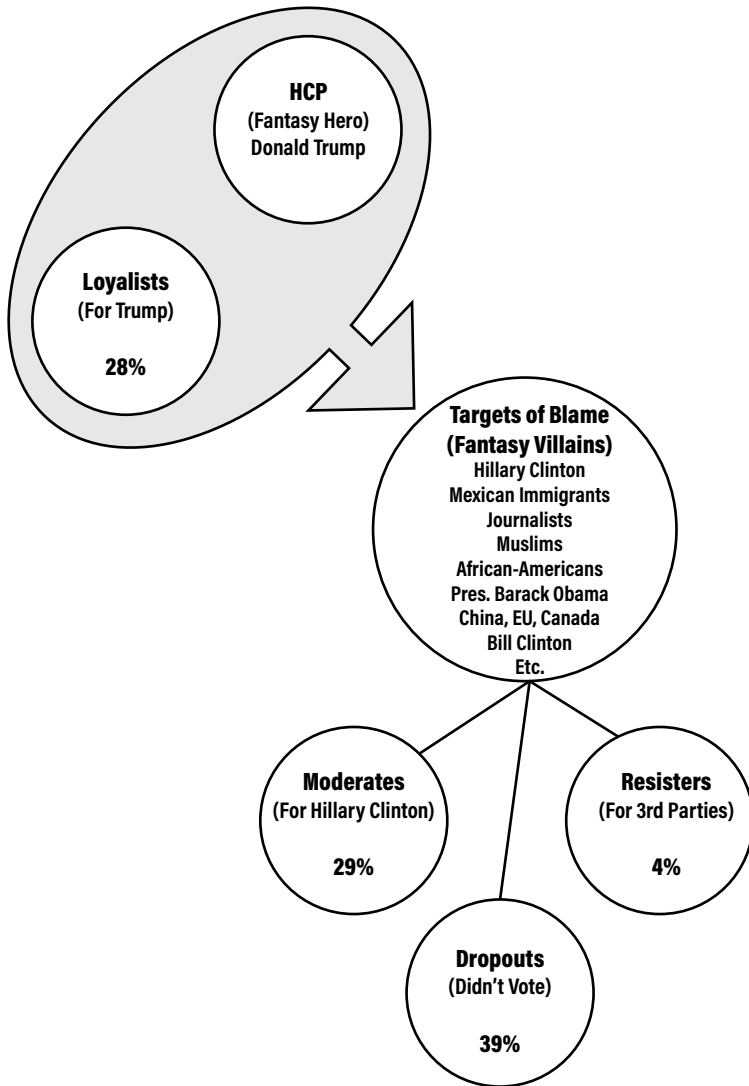 HCP
(Fantasy Hero)
Donald Trump
Loyalists
(For Trump)
28%
Targets of Blame
(Fantasy Villains)
Hillary Clinton
Mexican Immigrants
Journalists
Muslims
African-Americans
Pres. Barack Obama
China, EU, Canada
Bill Clinton
Etc.
Moderates
(For Hillary Clinton)
29%
Resisters
(For 3rd Parties)
4%
Dropouts
(Didn’t Vote)
39%